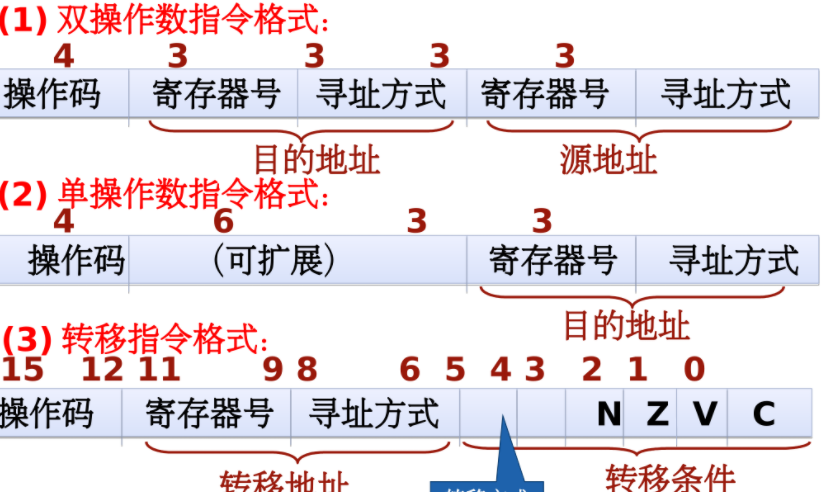 (1) 双操作数指令格式:
4 3 3 3 3
操作码 寄存器号 寻址方式 寄存器号 寻址方式
目的地址 源地址
(2) 单操作数指令格式:
4 6 3 3
操作码 (可扩展) 寄存器号 寻址方式
目的地址
(3) 转移指令格式:
15 12 11 9 8 6 5 4 3 2 1 0
操作码 寄存器号 寻址方式 N Z V C
转移地址 转移条件